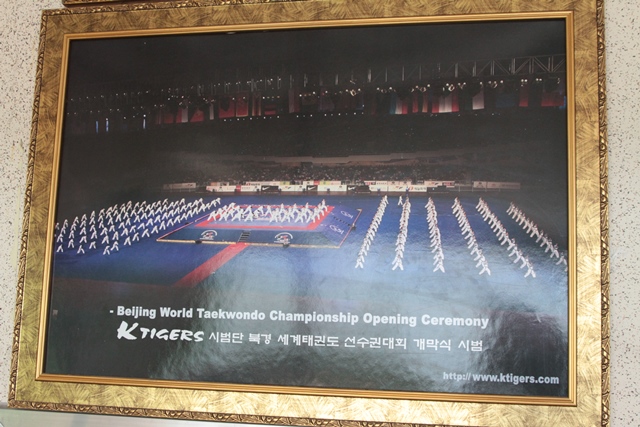 - Beijing World Taekwondo Championship Opening Ceremony
KTIGERS 시범단 북경 세계태권도 선수권대회 개막식 시범
http://www.ktigers.com